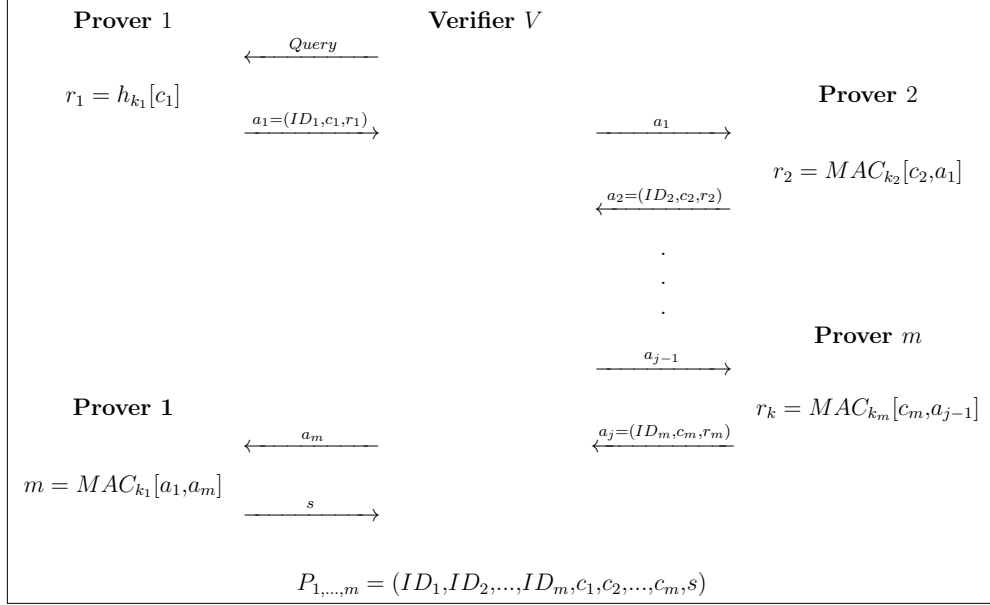 Prover 1 Verifier V
Query
r_1 = h_{k_1}[c_1] Prover 2
a_1=(ID_1,c_1,r_1) a_1
r_2 = MAC_{k_2}[c_2,a_1]
a_2=(ID_2,c_2,r_2)
.
.
.
Prover m
a_{j−1}
Prover 1 r_k = MAC_{k_m}[c_m,a_{j−1}]
a_m a_j=(ID_m,c_m,r_m)
m = MAC_{k_1}[a_1,a_m]
s
P_{1,...,m} = (ID_1,ID_2,...,ID_m,c_1,c_2,...,c_m,s)